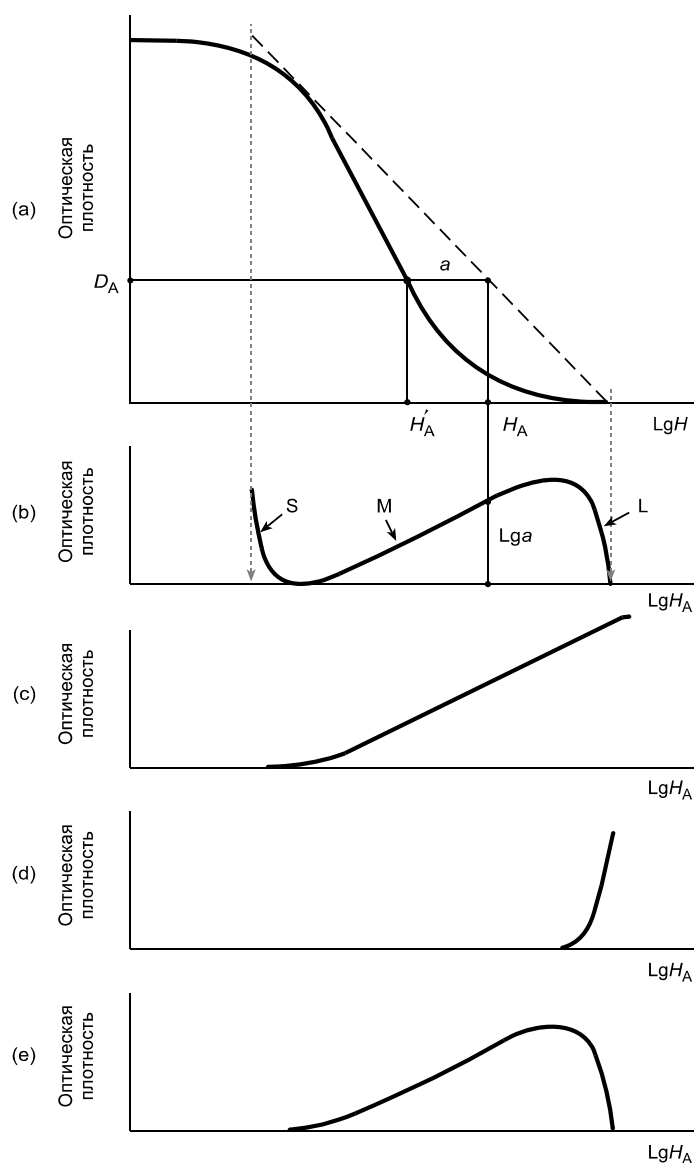 (a)
Оптическая
плотность
D_A
a
H'_A
H_A
LgH
(b)
Оптическая
плотность
S
M
L
Lga
LgH_A
(c)
Оптическая
плотность
LgH_A
(d)
Оптическая
плотность
LgH_A
(e)
Оптическая
плотность
LgH_A